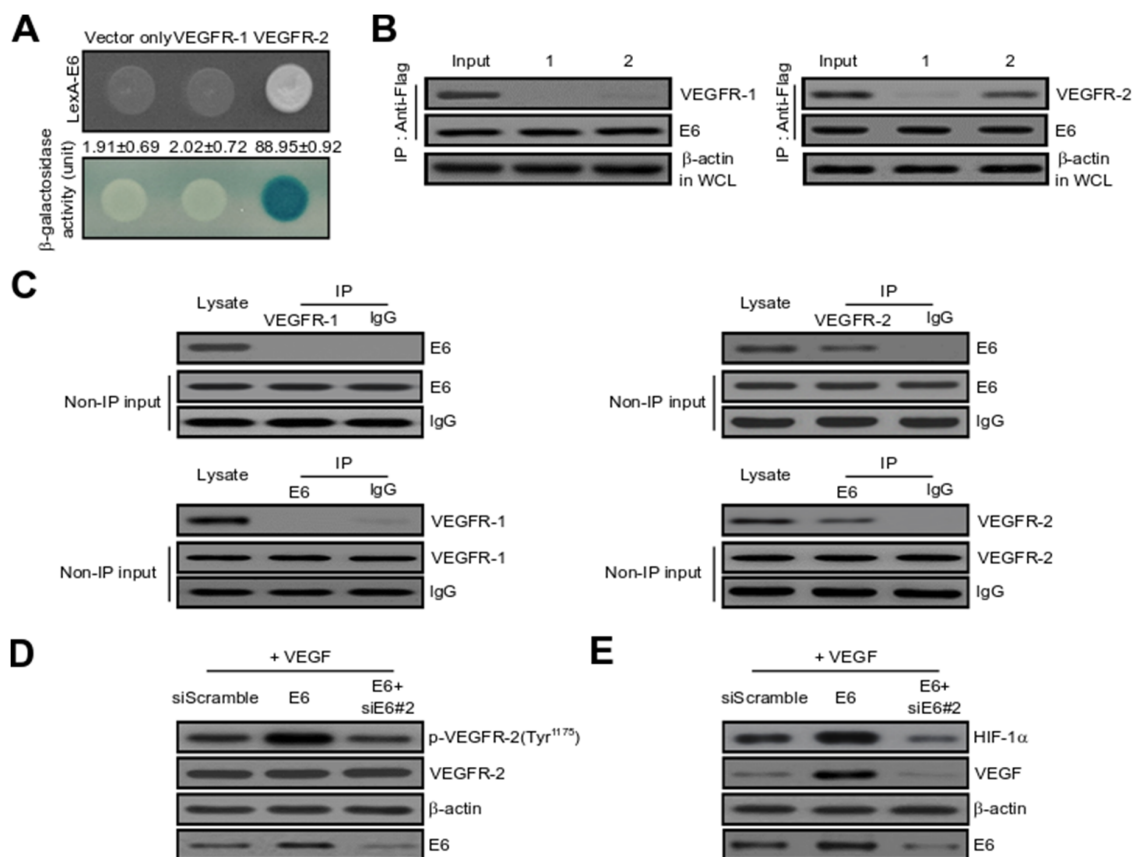 A
Vector only VEGFR-1 VEGFR-2
LexA-E6
1.91±0.69 2.02±0.72 88.95±0.92
β-galactosidase
activity (unit)
B
IP : Anti-Flag
Input 1 2
VEGFR-1
E6
β-actin
in WCL
IP : Anti-Flag
Input 1 2
VEGFR-2
E6
β-actin
in WCL
C
IP
Lysate
VEGFR-1 IgG
E6
Non-IP input
E6
IgG
IP
Lysate
VEGFR-2 IgG
E6
Non-IP input
E6
IgG
IP
Lysate
E6 IgG
VEGFR-1
Non-IP input
VEGFR-1
IgG
IP
Lysate
E6 IgG
VEGFR-2
Non-IP input
VEGFR-2
IgG
D
+ VEGF
siScramble E6 E6+
siE6#2
p-VEGFR-2(Tyr¹¹⁷⁵)
VEGFR-2
β-actin
E6
E
+ VEGF
siScramble E6 E6+
siE6#2
HIF-1α
VEGF
β-actin
E6